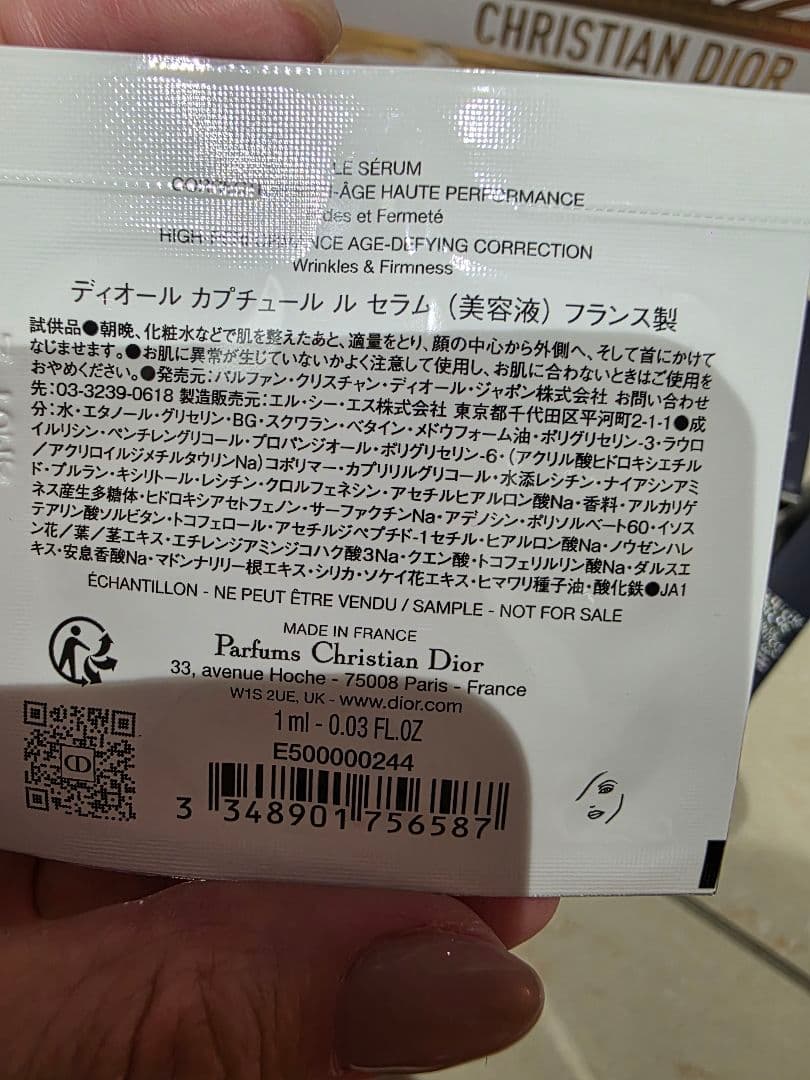 CHRISTIAN DIOR
LE SÉRUM
-ÂGE HAUTE PERFORMANCE
des et Fermeté
HIGH PERFORMANCE AGE-DEFYING CORRECTION
Wrinkles & Firmness
ディオール カプチュール ル セラム（美容液）フランス製
試供品●朝晩、化粧水などで肌を整えたあと、適量をとり、顔の中心から外側へ、そして首にかけて
なじませます。●お肌に異常が生じていないかよく注意して使用し、お肌に合わないときはご使用を
おやめください。●発売元:パルファン・クリスチャン・ディオール・ジャポン株式会社 お問い合わせ
先:03-3239-0618 製造販売元:エル・シー・エス株式会社 東京都千代田区平河町2-1-1●成
分:水・エタノール・グリセリン・BG・スクワラン・ベタイン・メドウフォーム油・ポリグリセリン-3・ラウロ
イルリシン・ペンチレングリコール・プロパンジオール・ポリグリセリン-6・(アクリル酸ヒドロキシエチル
/アクリロイルジメチルタウリンNa)コポリマー・カプリリルグリコール・水添レシチン・ナイアシンアミ
ド・プルラン・キシリトール・レシチン・クロルフェネシン・アセチルヒアルロン酸Na・香料・アルカリゲ
ネス産生多糖体・ヒドロキシアセトフェノン・サーファクチンNa・アデノシン・ポリソルベート60・イソス
テアリン酸ソルビタン・トコフェロール・アセチルジペプチド-1セチル・ヒアルロン酸Na・ノウゼンハレ
ン花/葉/茎エキス・エチレンジアミンジコハク酸3Na・クエン酸・トコフェリルリン酸Na・ダルスエ
キス・安息香酸Na・マドンナリリー根エキス・シリカ・ソケイ花エキス・ヒマワリ種子油・酸化鉄●JA1
ÉCHANTILLON - NE PEUT ÊTRE VENDU / SAMPLE - NOT FOR SALE
MADE IN FRANCE
Parfums Christian Dior
33, avenue Hoche - 75008 Paris - France
W1S 2UE, UK - www.dior.com
1 ml - 0.03 FL.OZ
E500000244
3 348901 756587